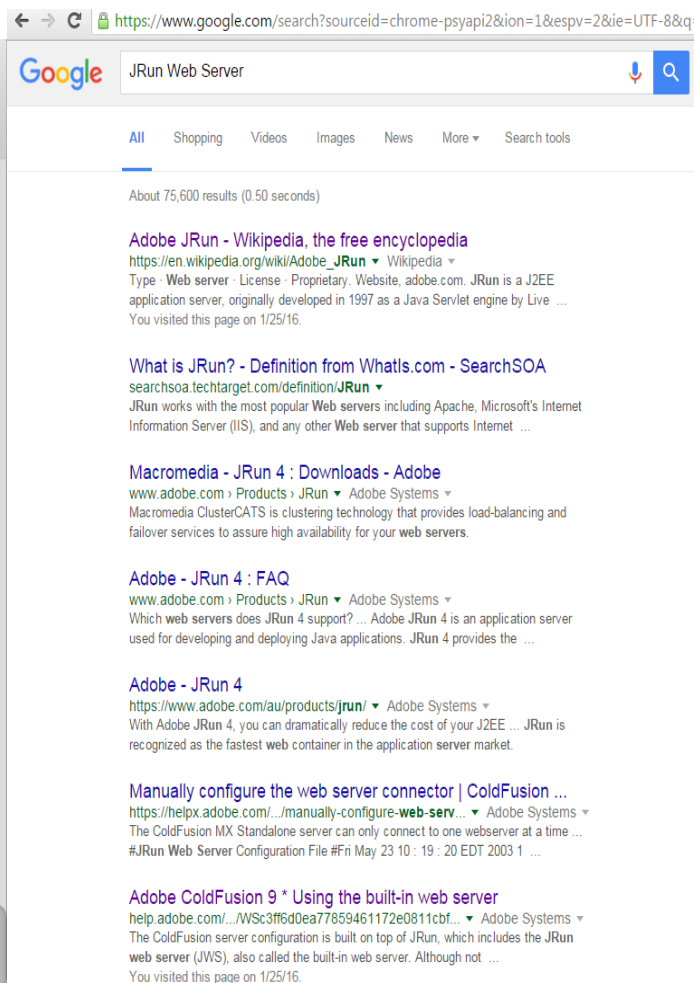 https://www.google.com/search?sourceid=chrome-psyapi2&ion=1&espv=2&ie=UTF-8&q=
Google JRun Web Server
All Shopping Videos Images News More ▾ Search tools
About 75,600 results (0.50 seconds)
Adobe JRun - Wikipedia, the free encyclopedia
https://en.wikipedia.org/wiki/Adobe_JRun ▾ Wikipedia ▾
Type · Web server · License · Proprietary. Website, adobe.com. JRun is a J2EE
application server, originally developed in 1997 as a Java Servlet engine by Live ...
You visited this page on 1/25/16.
What is JRun? - Definition from WhatIs.com - SearchSOA
searchsoa.techtarget.com/definition/JRun ▾
JRun works with the most popular Web servers including Apache, Microsoft's Internet
Information Server (IIS), and any other Web server that supports Internet ...
Macromedia - JRun 4 : Downloads - Adobe
www.adobe.com › Products › JRun ▾ Adobe Systems ▾
Macromedia ClusterCATS is clustering technology that provides load-balancing and
failover services to assure high availability for your web servers.
Adobe - JRun 4 : FAQ
www.adobe.com › Products › JRun ▾ Adobe Systems ▾
Which web servers does JRun 4 support? ... Adobe JRun 4 is an application server
used for developing and deploying Java applications. JRun 4 provides the ...
Adobe - JRun 4
https://www.adobe.com/au/products/jrun/ ▾ Adobe Systems ▾
With Adobe JRun 4, you can dramatically reduce the cost of your J2EE ... JRun is
recognized as the fastest web container in the application server market.
Manually configure the web server connector | ColdFusion ...
https://helpx.adobe.com/.../manually-configure-web-serv... ▾ Adobe Systems ▾
The ColdFusion MX Standalone server can only connect to one webserver at a time ...
#JRun Web Server Configuration File #Fri May 23 10 : 19 : 20 EDT 2003 1 ...
Adobe ColdFusion 9 * Using the built-in web server
help.adobe.com/.../WSc3ff6d0ea77859461172e0811cbf... ▾ Adobe Systems ▾
The ColdFusion server configuration is built on top of JRun, which includes the JRun
web server (JWS), also called the built-in web server. Although not ...
You visited this page on 1/25/16.